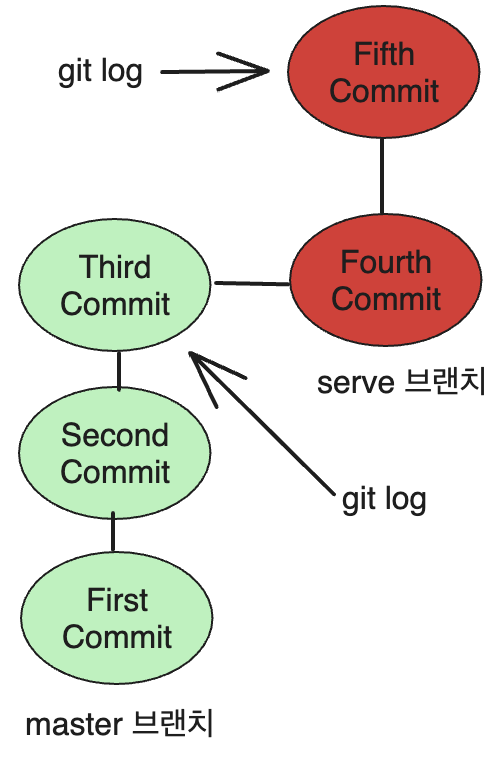 git log
Fifth
Commit
Third
Commit
Fourth
Commit
serve 브랜치
Second
Commit
git log
First
Commit
master 브랜치